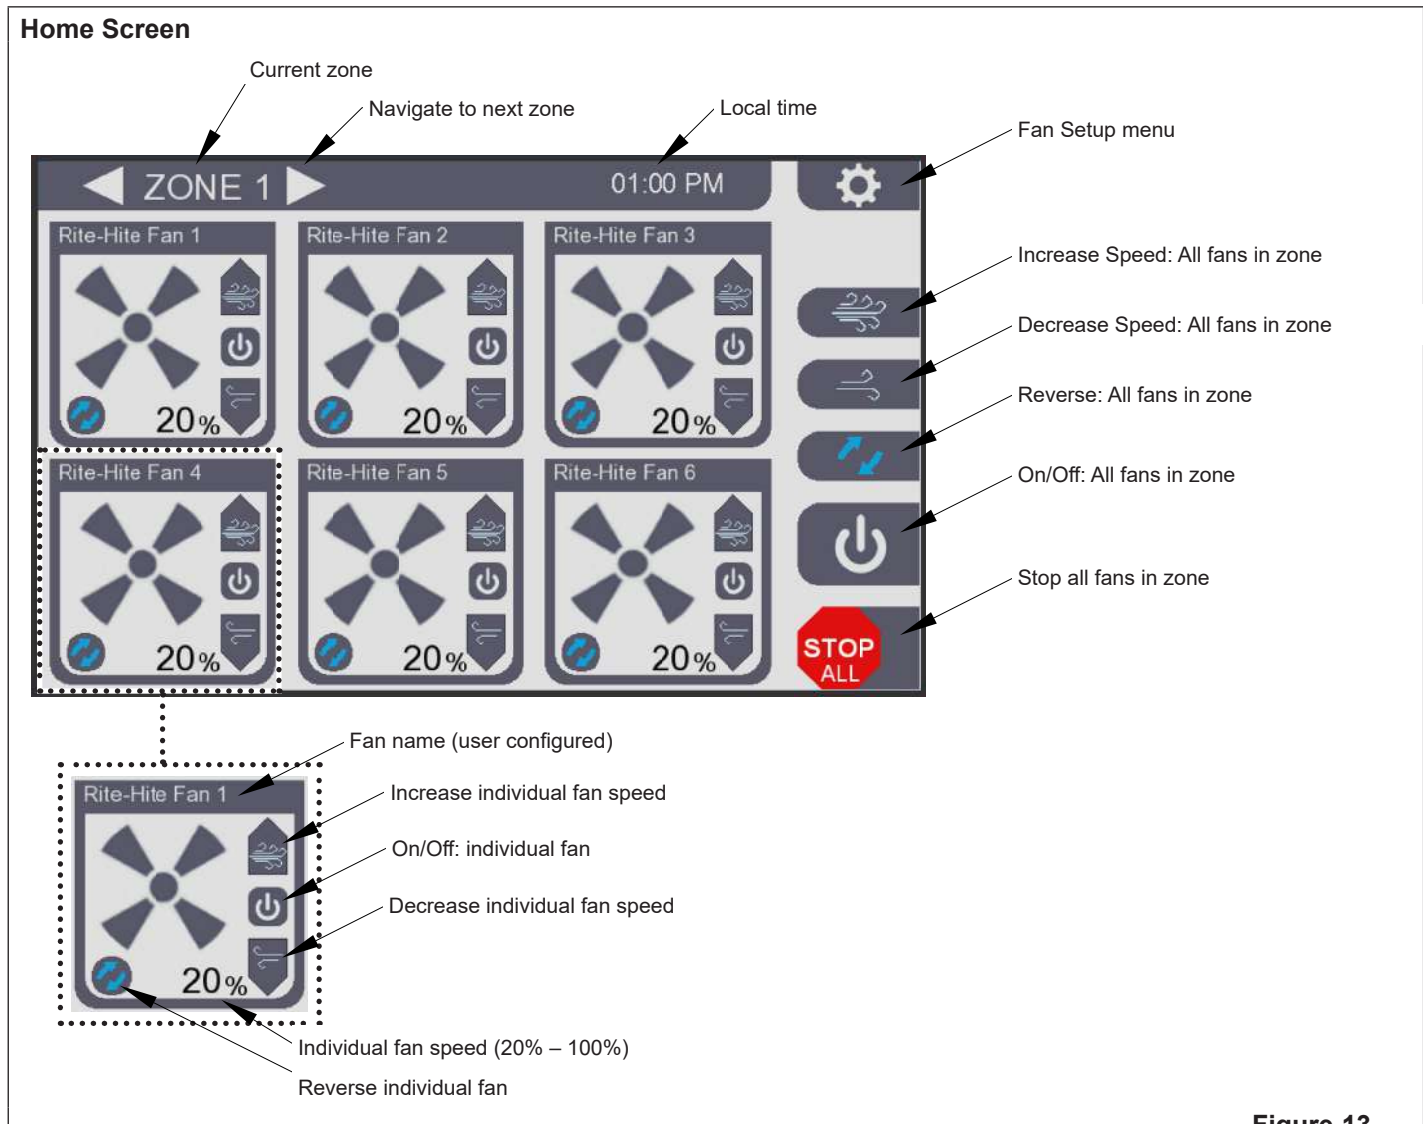 Home Screen
Current zone
Navigate to next zone
Local time
Fan Setup menu
ZONE 1
01:00 PM
Rite-Hite Fan 1
Rite-Hite Fan 2
Rite-Hite Fan 3
Increase Speed: All fans in zone
Decrease Speed: All fans in zone
Reverse: All fans in zone
20%
20%
20%
Rite-Hite Fan 4
Rite-Hite Fan 5
Rite-Hite Fan 6
On/Off: All fans in zone
Stop all fans in zone
20%
20%
20%
STOP
ALL
Fan name (user configured)
Rite-Hite Fan 1
Increase individual fan speed
On/Off: individual fan
Decrease individual fan speed
20%
Individual fan speed (20% – 100%)
Reverse individual fan
Figure 13